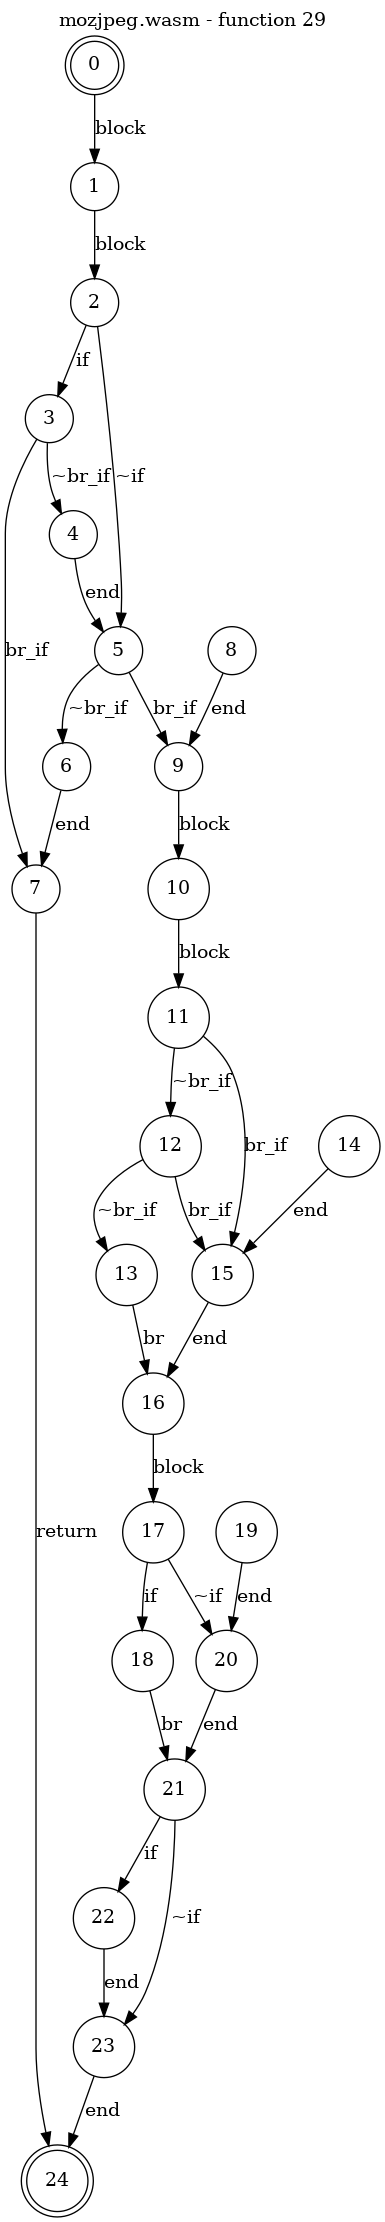 mozjpeg.wasm - function 29
0
block
1
block
2
if
~if
3
~br_if
br_if
4
end
5
8
~br_if
br_if
end
6
9
end
block
7
10
block
11
~br_if
br_if
12
14
~br_if
br_if
end
13
15
br
end
16
block
17
19
if
~if
end
18
20
return
br
end
21
if
~if
22
end
23
end
24